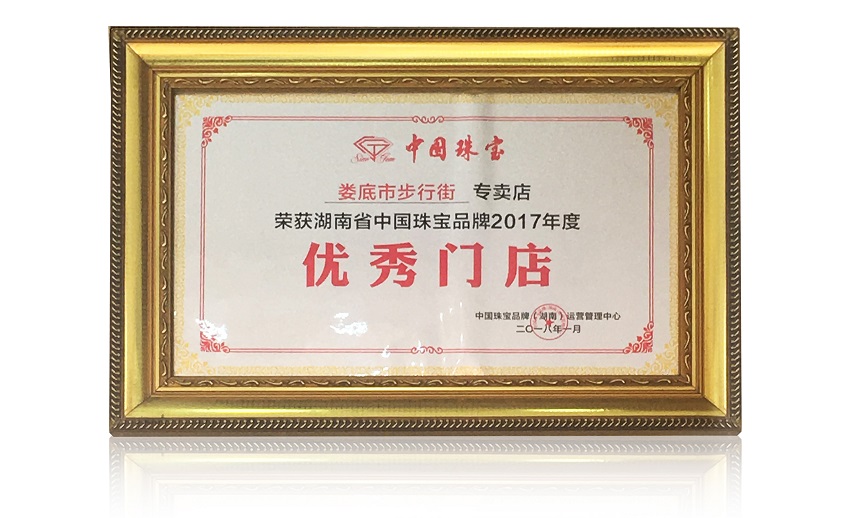 中国珠宝
娄底市步行街 专卖店
荣获湖南省中国珠宝品牌2017年度
优秀门店
中国珠宝品牌(湖南)运营管理中心
二〇一八年一月